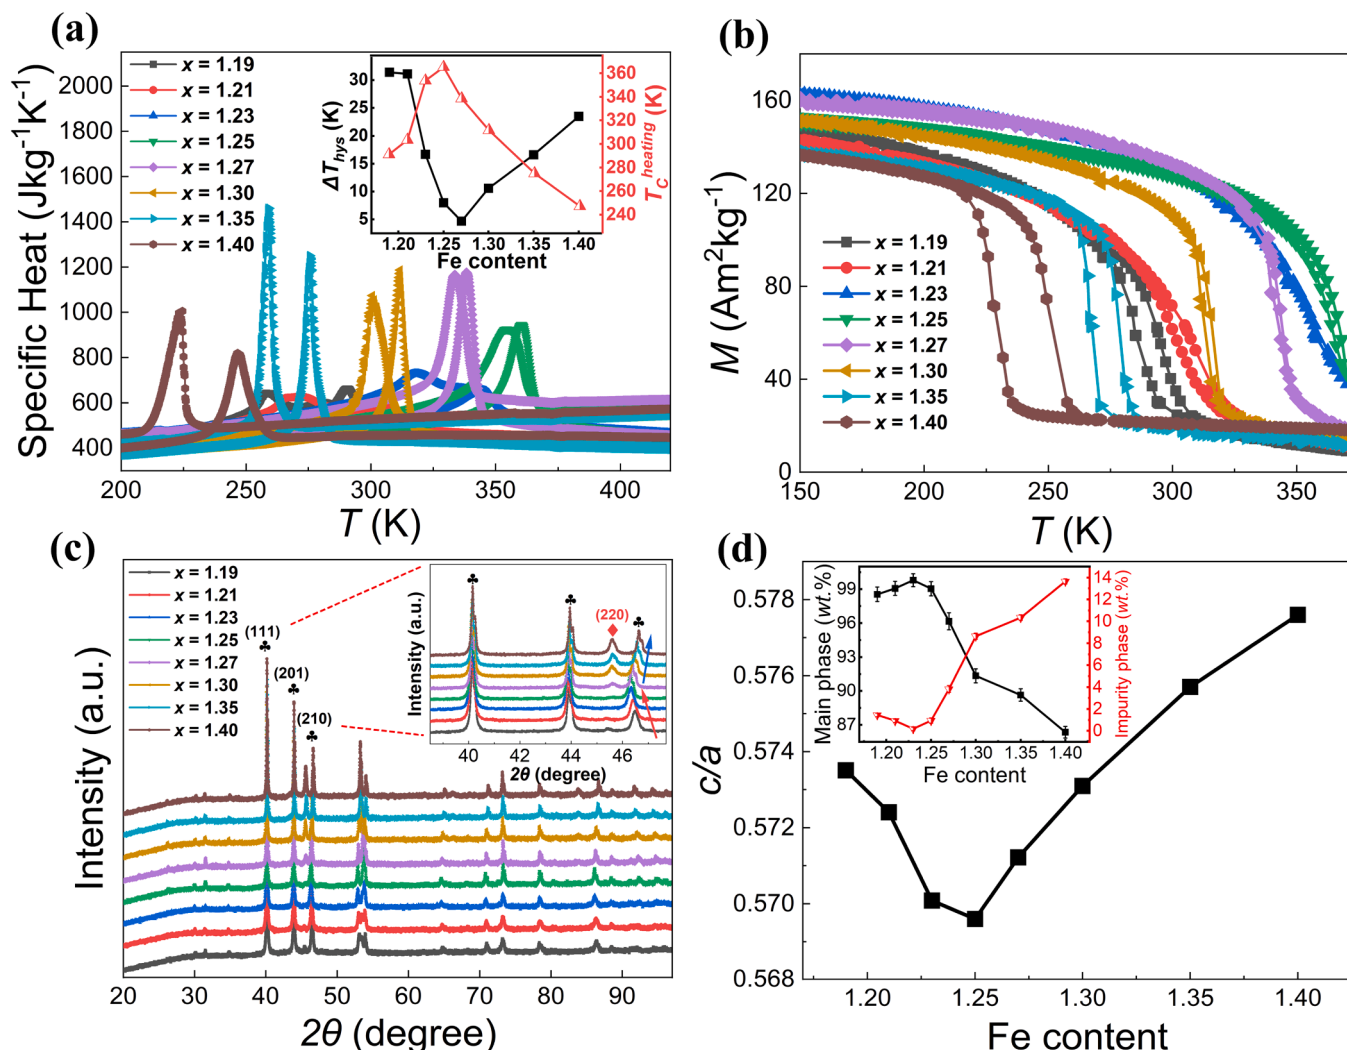 (a)
Specific Heat (Jkg⁻¹K⁻¹)
2000
1800
1600
1400
1200
1000
800
600
400
200
250
300
350
400
T (K)
x = 1.19
x = 1.21
x = 1.23
x = 1.25
x = 1.27
x = 1.30
x = 1.35
x = 1.40
ΔT_hys (K)
35
30
25
20
15
10
5
1.20
1.25
1.30
1.35
1.40
Fe content
360
340
320
300
280
260
240
T_C^heating (K)
(b)
M (Am²kg⁻¹)
160
120
80
40
0
150
200
250
300
350
T (K)
x = 1.19
x = 1.21
x = 1.23
x = 1.25
x = 1.27
x = 1.30
x = 1.35
x = 1.40
(c)
Intensity (a.u.)
x = 1.19
x = 1.21
x = 1.23
x = 1.25
x = 1.27
x = 1.30
x = 1.35
x = 1.40
(111)
(201)
(210)
20
30
40
50
60
70
80
90
2θ (degree)
Intensity (a.u.)
(220)
40
42
44
46
2θ (degree)
(d)
c/a
0.578
0.576
0.574
0.572
0.570
0.568
1.20
1.25
1.30
1.35
1.40
Fe content
Main phase (wt.%)
99
96
93
90
87
1.20
1.25
1.30
1.35
1.40
Fe content
14
12
10
8
6
4
2
0
Impurity phase (wt.%)